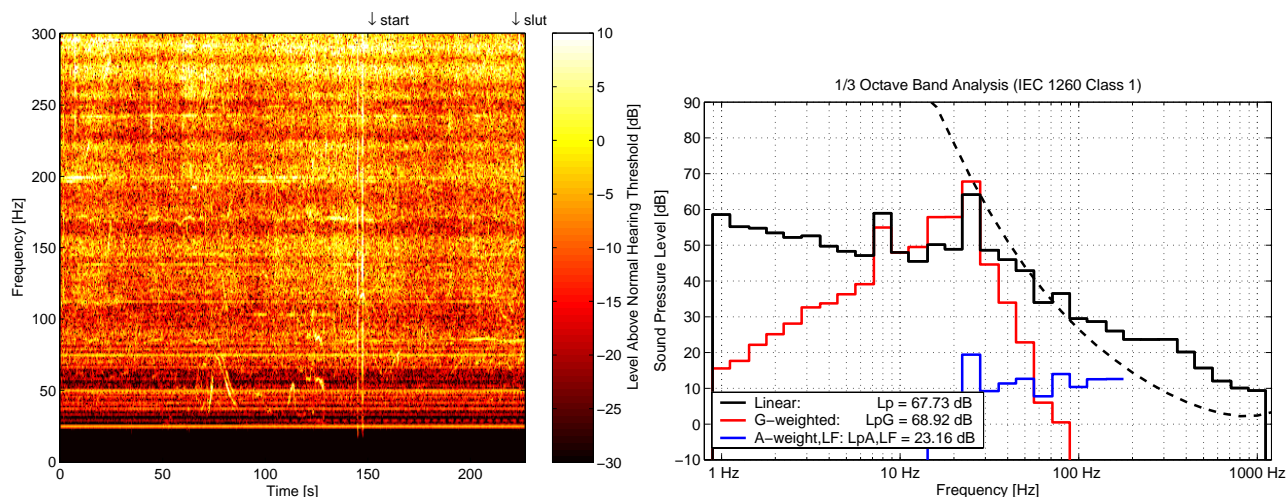 ↓ start ↓ slut
300
250
200
150
100
50
0
Frequency [Hz]
0 50 100 150 200
Time [s]
10
5
0
−5
−10
−15
−20
−25
−30
Level Above Normal Hearing Threshold [dB]
1/3 Octave Band Analysis (IEC 1260 Class 1)
90
80
70
60
50
40
30
20
10
0
−10
Sound Pressure Level [dB]
Linear: Lp = 67.73 dB
G−weighted: LpG = 68.92 dB
A−weight,LF: LpA,LF = 23.16 dB
1 Hz 10 Hz 100 Hz 1000 Hz
Frequency [Hz]